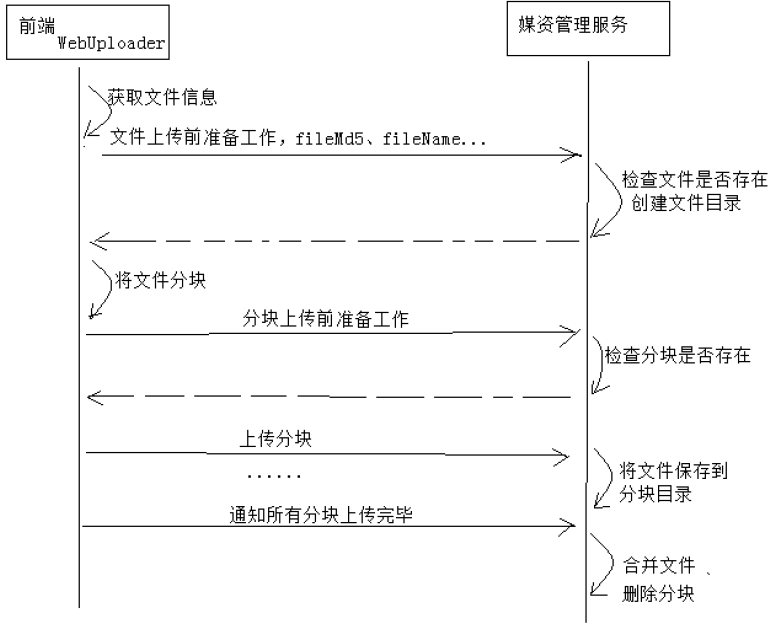 前端
WebUploader
媒资管理服务
获取文件信息
文件上传前准备工作，fileMd5、fileName...
检查文件是否存在
创建文件目录
将文件分块
分块上传前准备工作
检查分块是否存在
上传分块
......
将文件保存到
分块目录
通知所有分块上传完毕
合并文件、
删除分块